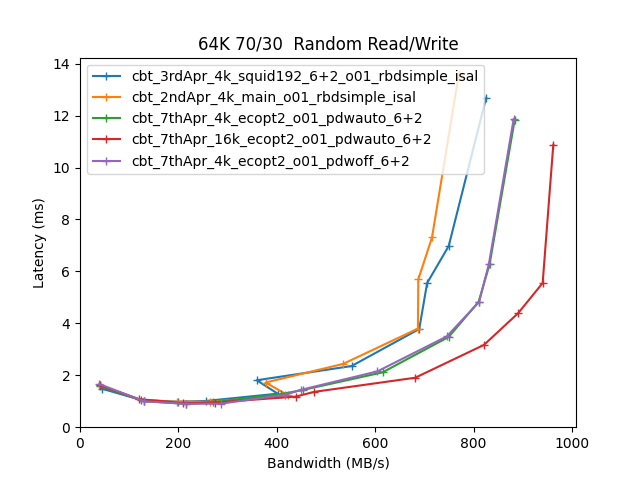 64K 70/30  Random Read/Write
cbt_3rdApr_4k_squid192_6+2_o01_rbdsimple_isal
cbt_2ndApr_4k_main_o01_rbdsimple_isal
cbt_7thApr_4k_ecopt2_o01_pdwauto_6+2
cbt_7thApr_16k_ecopt2_o01_pdwauto_6+2
cbt_7thApr_4k_ecopt2_o01_pdwoff_6+2
Latency (ms)
14
12
10
8
6
4
2
0
0 200 400 600 800 1000
Bandwidth (MB/s)